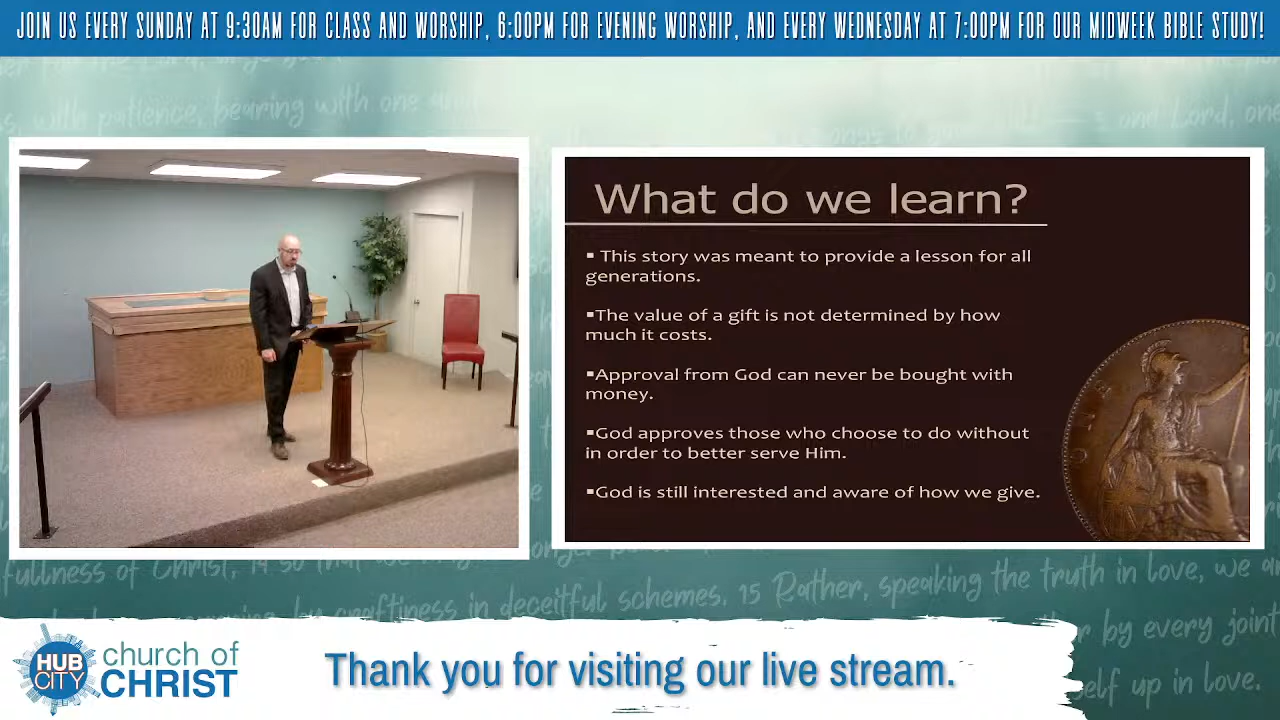 JOIN US EVERY SUNDAY AT 9:30AM FOR CLASS AND WORSHIP, 6:00PM FOR EVENING WORSHIP, AND EVERY WEDNESDAY AT 7:00PM FOR OUR MIDWEEK BIBLE STUDY!
with patience, bearing with one
Lord, one
What do we learn?
▪ This story was meant to provide a lesson for all
generations.
▪The value of a gift is not determined by how
much it costs.
▪Approval from God can never be bought with
money.
▪God approves those who choose to do without
in order to better serve Him.
▪God is still interested and aware of how we give.
fullness of Christ, 14 so that
by craftiness in deceitful schemes. 15 Rather, speaking the truth in love, we
by every joint
self up in love.
HUB
CITY
church of
CHRIST
Thank you for visiting our live stream.